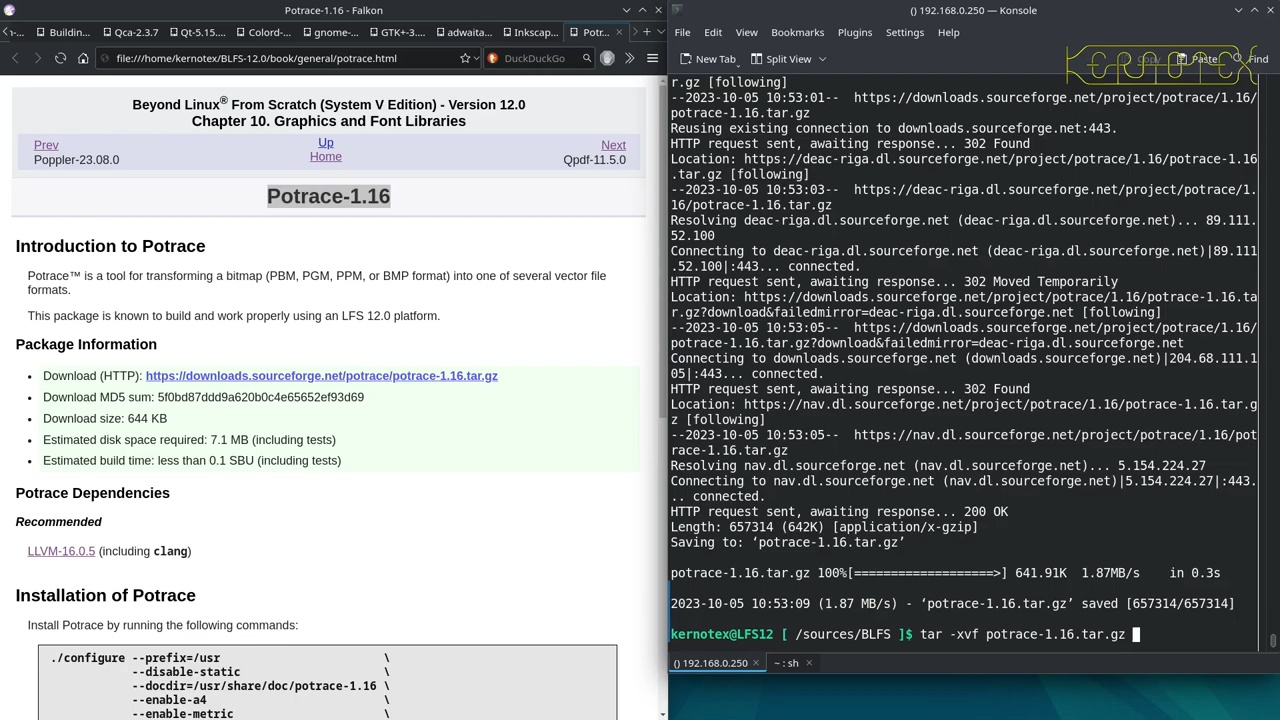 Potrace-1.16 - Falkon
n-...
Building...
Qca-2.3.7
Qt-5.15....
Colord-...
gnome-...
GTK+-3....
adwaita...
Inkscap...
Potr...
file:///home/kernotex/BLFS-12.0/book/general/potrace.html
DuckDuckGo
Beyond Linux® From Scratch (System V Edition) - Version 12.0
Chapter 10. Graphics and Font Libraries
Prev Up Next
Poppler-23.08.0 Home Qpdf-11.5.0
Potrace-1.16
Introduction to Potrace
Potrace™ is a tool for transforming a bitmap (PBM, PGM, PPM, or BMP format) into one of several vector file
formats.
This package is known to build and work properly using an LFS 12.0 platform.
Package Information
• Download (HTTP): https://downloads.sourceforge.net/potrace/potrace-1.16.tar.gz
• Download MD5 sum: 5f0bd87ddd9a620b0c4e65652ef93d69
• Download size: 644 KB
• Estimated disk space required: 7.1 MB (including tests)
• Estimated build time: less than 0.1 SBU (including tests)
Potrace Dependencies
Recommended
LLVM-16.0.5 (including clang)
Installation of Potrace
Install Potrace by running the following commands:
./configure --prefix=/usr \
--disable-static \
--docdir=/usr/share/doc/potrace-1.16 \
--enable-a4 \
--enable-metric \
() 192.168.0.250 — Konsole
File Edit View Bookmarks Plugins Settings Help
New Tab Split View Copy Paste Find
KERNOTEX
r.gz [following]
--2023-10-05 10:53:01--  https://downloads.sourceforge.net/project/potrace/1.16/
potrace-1.16.tar.gz
Reusing existing connection to downloads.sourceforge.net:443.
HTTP request sent, awaiting response... 302 Found
Location: https://deac-riga.dl.sourceforge.net/project/potrace/1.16/potrace-1.16
.tar.gz [following]
--2023-10-05 10:53:03--  https://deac-riga.dl.sourceforge.net/project/potrace/1.
16/potrace-1.16.tar.gz
Resolving deac-riga.dl.sourceforge.net (deac-riga.dl.sourceforge.net)... 89.111.
52.100
Connecting to deac-riga.dl.sourceforge.net (deac-riga.dl.sourceforge.net)|89.111
.52.100|:443... connected.
HTTP request sent, awaiting response... 302 Moved Temporarily
Location: https://downloads.sourceforge.net/project/potrace/1.16/potrace-1.16.ta
r.gz?download&failedmirror=deac-riga.dl.sourceforge.net [following]
--2023-10-05 10:53:05--  https://downloads.sourceforge.net/project/potrace/1.16/
potrace-1.16.tar.gz?download&failedmirror=deac-riga.dl.sourceforge.net
Connecting to downloads.sourceforge.net (downloads.sourceforge.net)|204.68.111.1
05|:443... connected.
HTTP request sent, awaiting response... 302 Found
Location: https://nav.dl.sourceforge.net/project/potrace/1.16/potrace-1.16.tar.g
z [following]
--2023-10-05 10:53:05--  https://nav.dl.sourceforge.net/project/potrace/1.16/pot
race-1.16.tar.gz
Resolving nav.dl.sourceforge.net (nav.dl.sourceforge.net)... 5.154.224.27
Connecting to nav.dl.sourceforge.net (nav.dl.sourceforge.net)|5.154.224.27|:443.
.. connected.
HTTP request sent, awaiting response... 200 OK
Length: 657314 (642K) [application/x-gzip]
Saving to: ‘potrace-1.16.tar.gz’
potrace-1.16.tar.gz 100%[===================>] 641.91K  1.87MB/s    in 0.3s
2023-10-05 10:53:09 (1.87 MB/s) - ‘potrace-1.16.tar.gz’ saved [657314/657314]
kernotex@LFS12 [ /sources/BLFS ]$ tar -xvf potrace-1.16.tar.gz
() 192.168.0.250
~ : sh